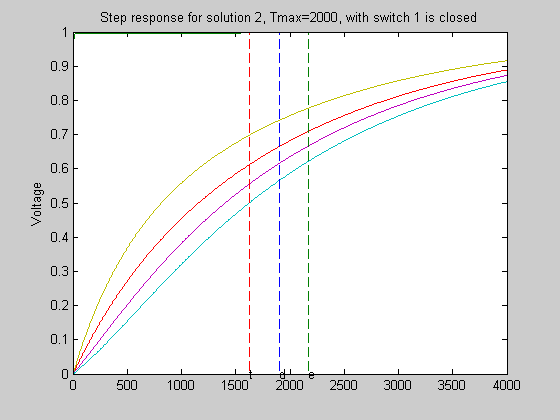 Step response for solution 2, Tmax=2000, with switch 1 is closed
1
0.9
0.8
0.7
0.6
0.5
0.4
0.3
0.2
0.1
0
Voltage
t d e
0 500 1000 1500 2000 2500 3000 3500 4000